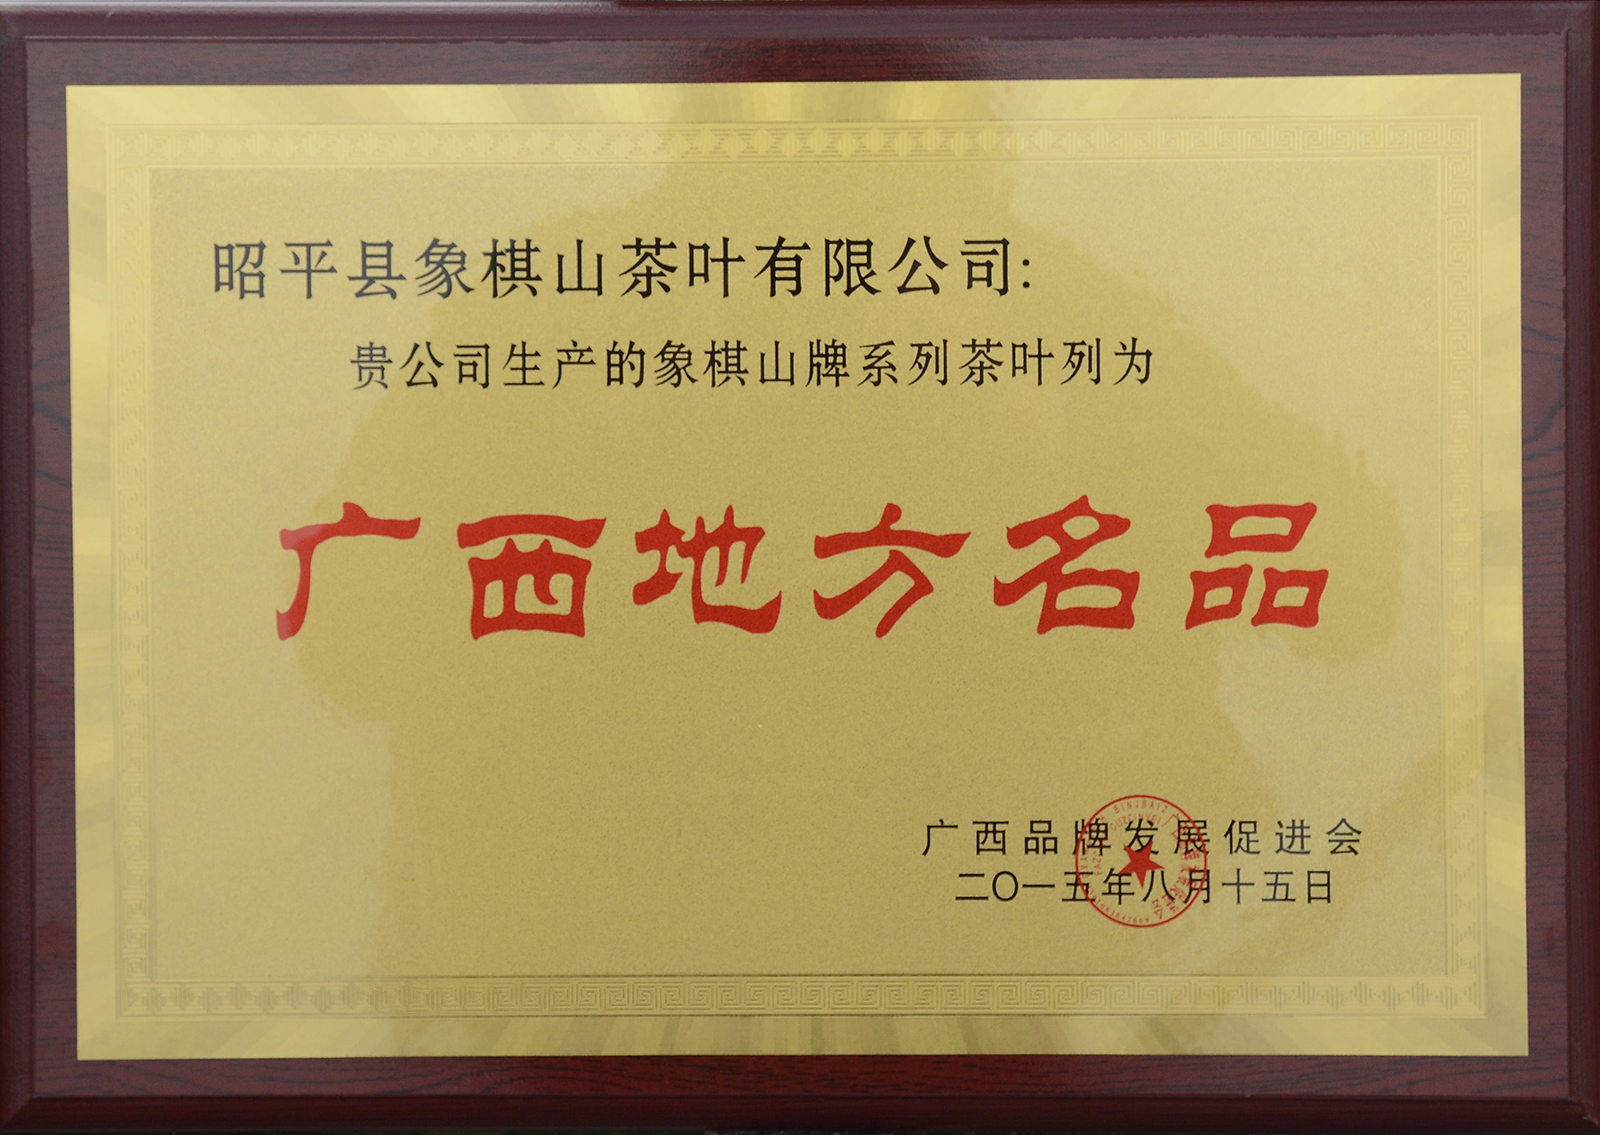 昭平县象棋山茶叶有限公司:
贵公司生产的象棋山牌系列茶叶列为
广西地方名品
广西品牌发展促进会
二〇一五年八月十五日